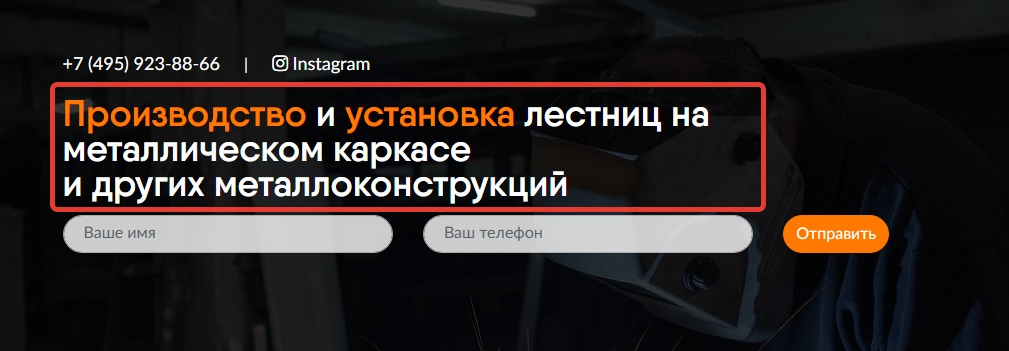 +7 (495) 923-88-66 | Instagram
Производство и установка лестниц на
металлическом каркасе
и других металлоконструкций
Ваше имя Ваш телефон Отправить